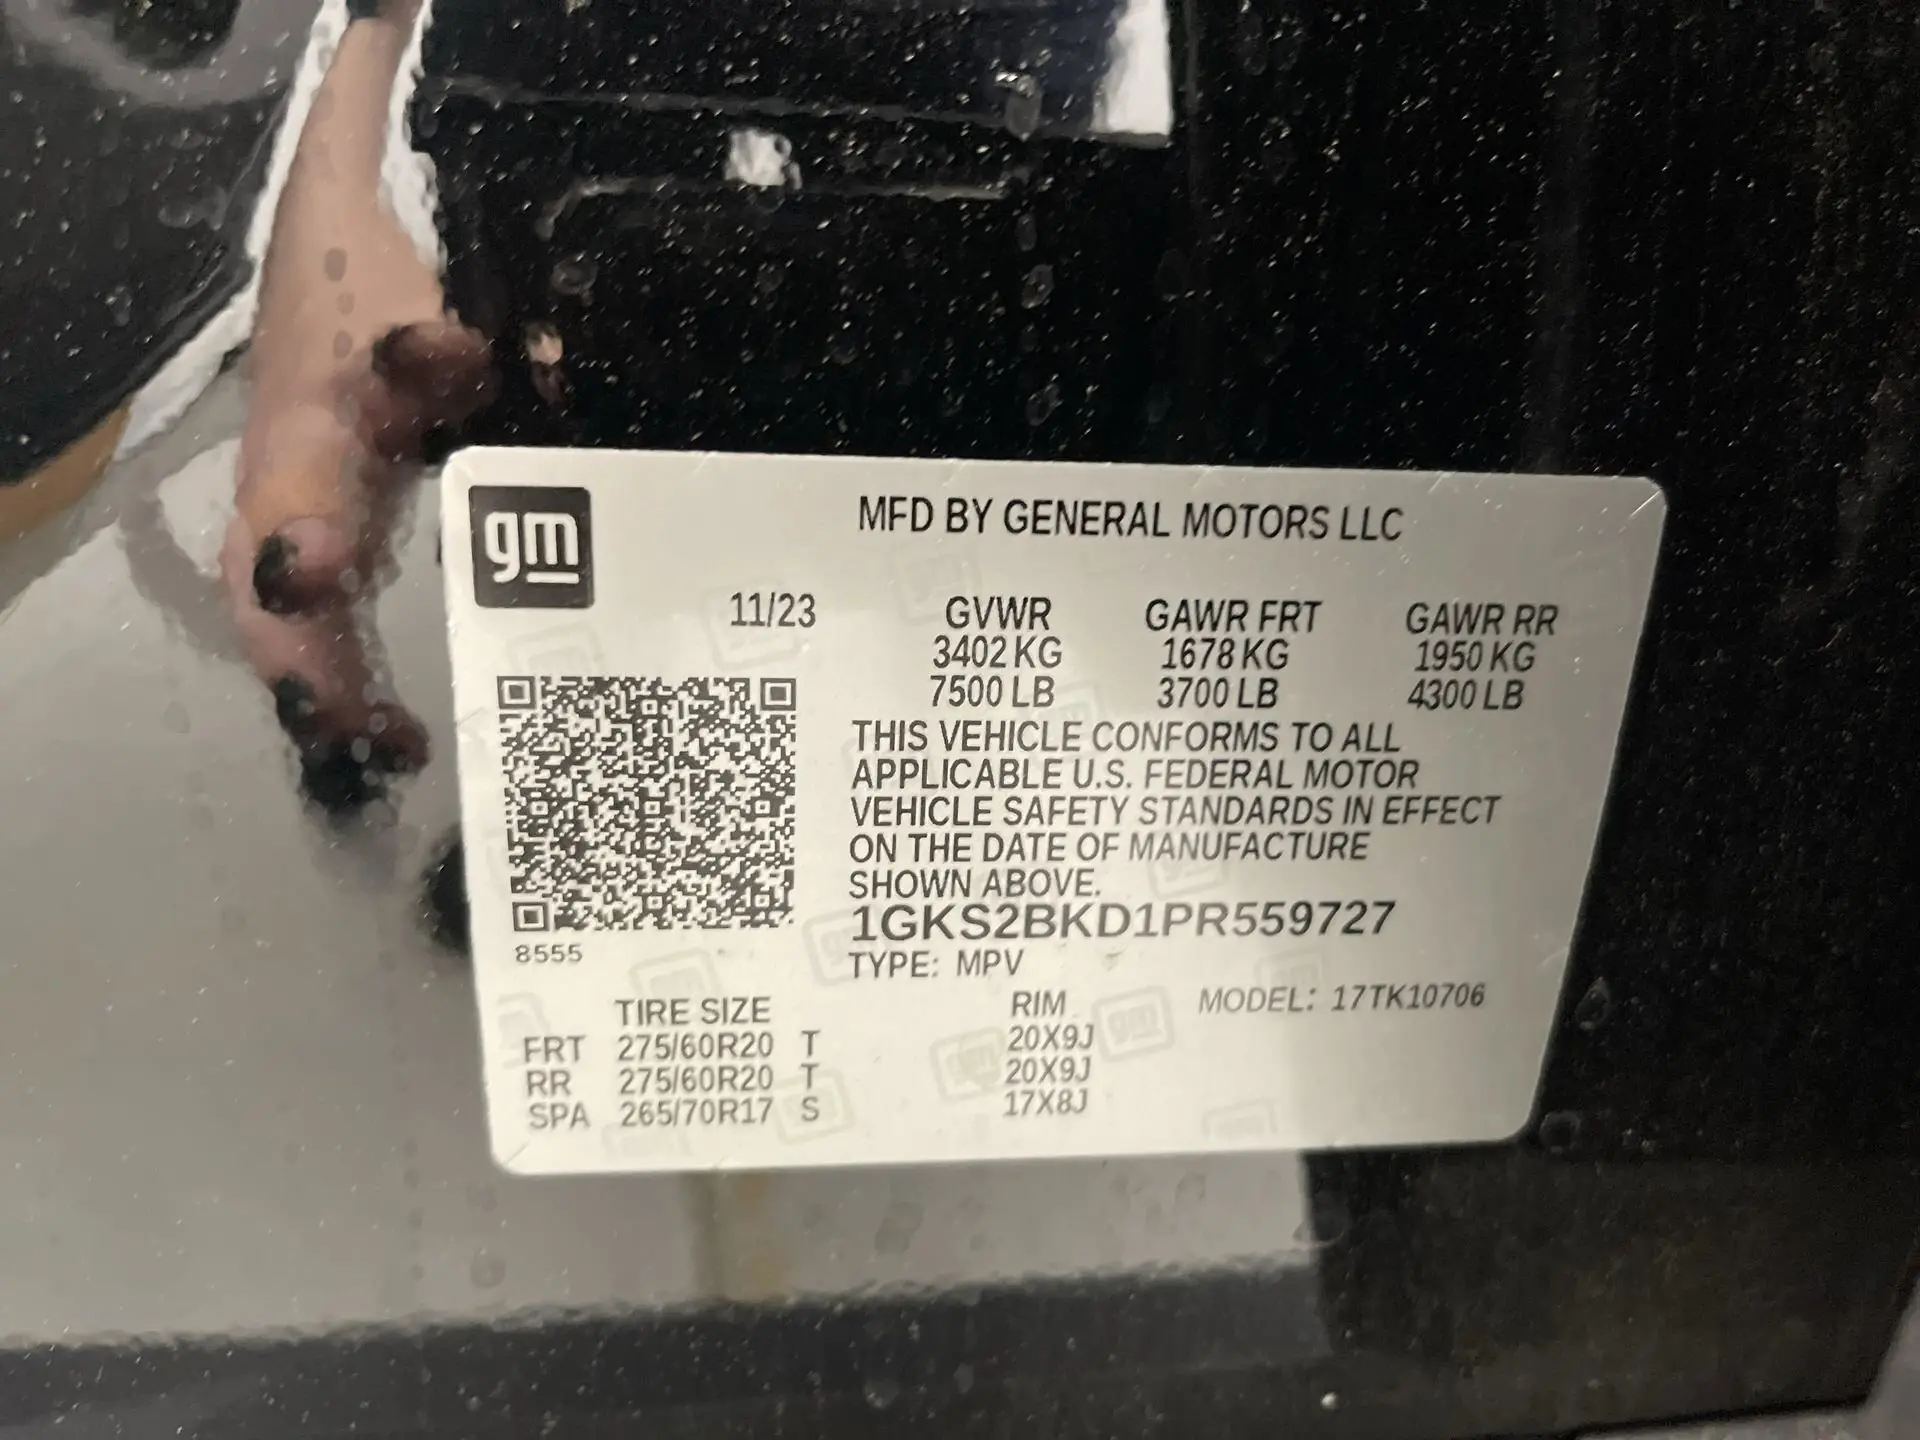 gm
MFD BY GENERAL MOTORS LLC
11/23 GVWR GAWR FRT GAWR RR
3402 KG 1678 KG 1950 KG
7500 LB 3700 LB 4300 LB
THIS VEHICLE CONFORMS TO ALL
APPLICABLE U.S. FEDERAL MOTOR
VEHICLE SAFETY STANDARDS IN EFFECT
ON THE DATE OF MANUFACTURE
SHOWN ABOVE.
1GKS2BKD1PR559727
8555
TYPE: MPV
TIRE SIZE RIM MODEL: 17TK10706
FRT 275/60R20 T 20X9J
RR 275/60R20 T 20X9J
SPA 265/70R17 S 17X8J